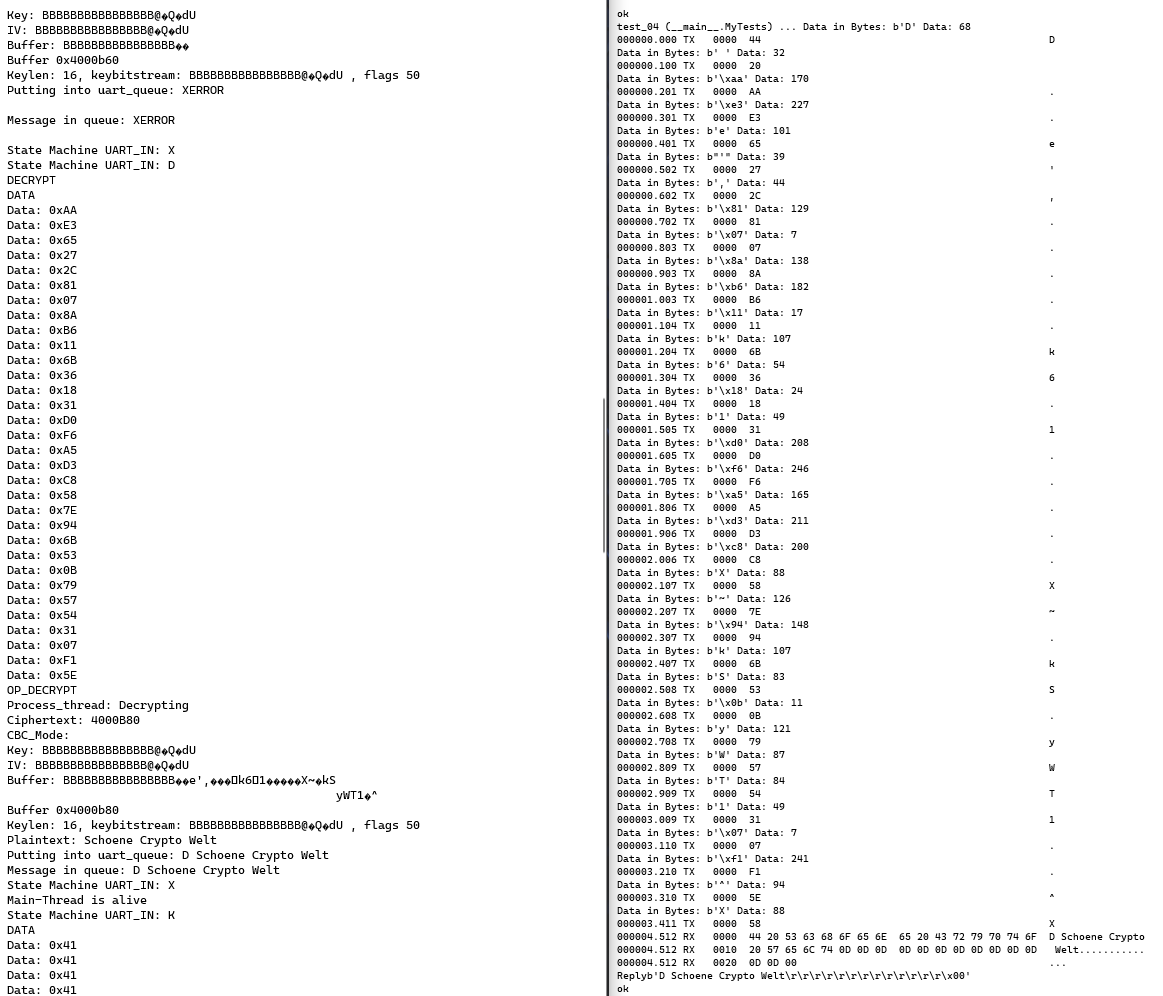 Key: BBBBBBBBBBBBBBBB@�Q�dU
IV: BBBBBBBBBBBBBBBB@�Q�dU
Buffer: BBBBBBBBBBBBBBBB��
Buffer 0x4000b60
Keylen: 16, keybitstream: BBBBBBBBBBBBBBBB@�Q�dU , flags 50
Putting into uart_queue: XERROR
Message in queue: XERROR
State Machine UART_IN: X
State Machine UART_IN: D
DECRYPT
DATA
Data: 0xAA
Data: 0xE3
Data: 0x65
Data: 0x27
Data: 0x2C
Data: 0x81
Data: 0x07
Data: 0x8A
Data: 0xB6
Data: 0x11
Data: 0x6B
Data: 0x36
Data: 0x18
Data: 0x31
Data: 0xD0
Data: 0xF6
Data: 0xA5
Data: 0xD3
Data: 0xC8
Data: 0x58
Data: 0x7E
Data: 0x94
Data: 0x6B
Data: 0x53
Data: 0x0B
Data: 0x79
Data: 0x57
Data: 0x54
Data: 0x31
Data: 0x07
Data: 0xF1
Data: 0x5E
OP_DECRYPT
Process_thread: Decrypting
Ciphertext: 4000B80
CBC_Mode:
Key: BBBBBBBBBBBBBBBB@�Q�dU
IV: BBBBBBBBBBBBBBBB@�Q�dU
Buffer: BBBBBBBBBBBBBBBB��e',���▯k6▯1�����X~�kS
yWT1�^
Buffer 0x4000b80
Keylen: 16, keybitstream: BBBBBBBBBBBBBBBB@�Q�dU , flags 50
Plaintext: Schoene Crypto Welt
Putting into uart_queue: D Schoene Crypto Welt
Message in queue: D Schoene Crypto Welt
State Machine UART_IN: X
Main-Thread is alive
State Machine UART_IN: K
DATA
Data: 0x41
Data: 0x41
Data: 0x41
Data: 0x41
ok
test_04 (__main__.MyTests) ... Data in Bytes: b'D' Data: 68
000000.000 TX 0000 44 D
Data in Bytes: b' ' Data: 32
000000.100 TX 0000 20
Data in Bytes: b'\xaa' Data: 170
000000.201 TX 0000 AA .
Data in Bytes: b'\xe3' Data: 227
000000.301 TX 0000 E3 .
Data in Bytes: b'e' Data: 101
000000.401 TX 0000 65 e
Data in Bytes: b"'" Data: 39
000000.502 TX 0000 27 '
Data in Bytes: b',' Data: 44
000000.602 TX 0000 2C ,
Data in Bytes: b'\x81' Data: 129
000000.702 TX 0000 81 .
Data in Bytes: b'\x07' Data: 7
000000.803 TX 0000 07 .
Data in Bytes: b'\x8a' Data: 138
000000.903 TX 0000 8A .
Data in Bytes: b'\xb6' Data: 182
000001.003 TX 0000 B6 .
Data in Bytes: b'\x11' Data: 17
000001.104 TX 0000 11 .
Data in Bytes: b'k' Data: 107
000001.204 TX 0000 6B k
Data in Bytes: b'6' Data: 54
000001.304 TX 0000 36 6
Data in Bytes: b'\x18' Data: 24
000001.404 TX 0000 18 .
Data in Bytes: b'1' Data: 49
000001.505 TX 0000 31 1
Data in Bytes: b'\xd0' Data: 208
000001.605 TX 0000 D0 .
Data in Bytes: b'\xf6' Data: 246
000001.705 TX 0000 F6 .
Data in Bytes: b'\xa5' Data: 165
000001.806 TX 0000 A5 .
Data in Bytes: b'\xd3' Data: 211
000001.906 TX 0000 D3 .
Data in Bytes: b'\xc8' Data: 200
000002.006 TX 0000 C8 .
Data in Bytes: b'X' Data: 88
000002.107 TX 0000 58 X
Data in Bytes: b'~' Data: 126
000002.207 TX 0000 7E ~
Data in Bytes: b'\x94' Data: 148
000002.307 TX 0000 94 .
Data in Bytes: b'k' Data: 107
000002.407 TX 0000 6B k
Data in Bytes: b'S' Data: 83
000002.508 TX 0000 53 S
Data in Bytes: b'\x0b' Data: 11
000002.608 TX 0000 0B .
Data in Bytes: b'y' Data: 121
000002.708 TX 0000 79 y
Data in Bytes: b'W' Data: 87
000002.809 TX 0000 57 W
Data in Bytes: b'T' Data: 84
000002.909 TX 0000 54 T
Data in Bytes: b'1' Data: 49
000003.009 TX 0000 31 1
Data in Bytes: b'\x07' Data: 7
000003.110 TX 0000 07 .
Data in Bytes: b'\xf1' Data: 241
000003.210 TX 0000 F1 .
Data in Bytes: b'^' Data: 94
000003.310 TX 0000 5E ^
Data in Bytes: b'X' Data: 88
000003.411 TX 0000 58 X
000004.512 RX 0000 44 20 53 63 68 6F 65 6E 65 20 43 72 79 70 74 6F D Schoene Crypto
000004.512 RX 0010 20 57 65 6C 74 0D 0D 0D 0D 0D 0D 0D 0D 0D 0D 0D Welt...........
000004.512 RX 0020 0D 0D 00 ...
Replyb'D Schoene Crypto Welt\r\r\r\r\r\r\r\r\r\r\r\r\r\x00'
ok